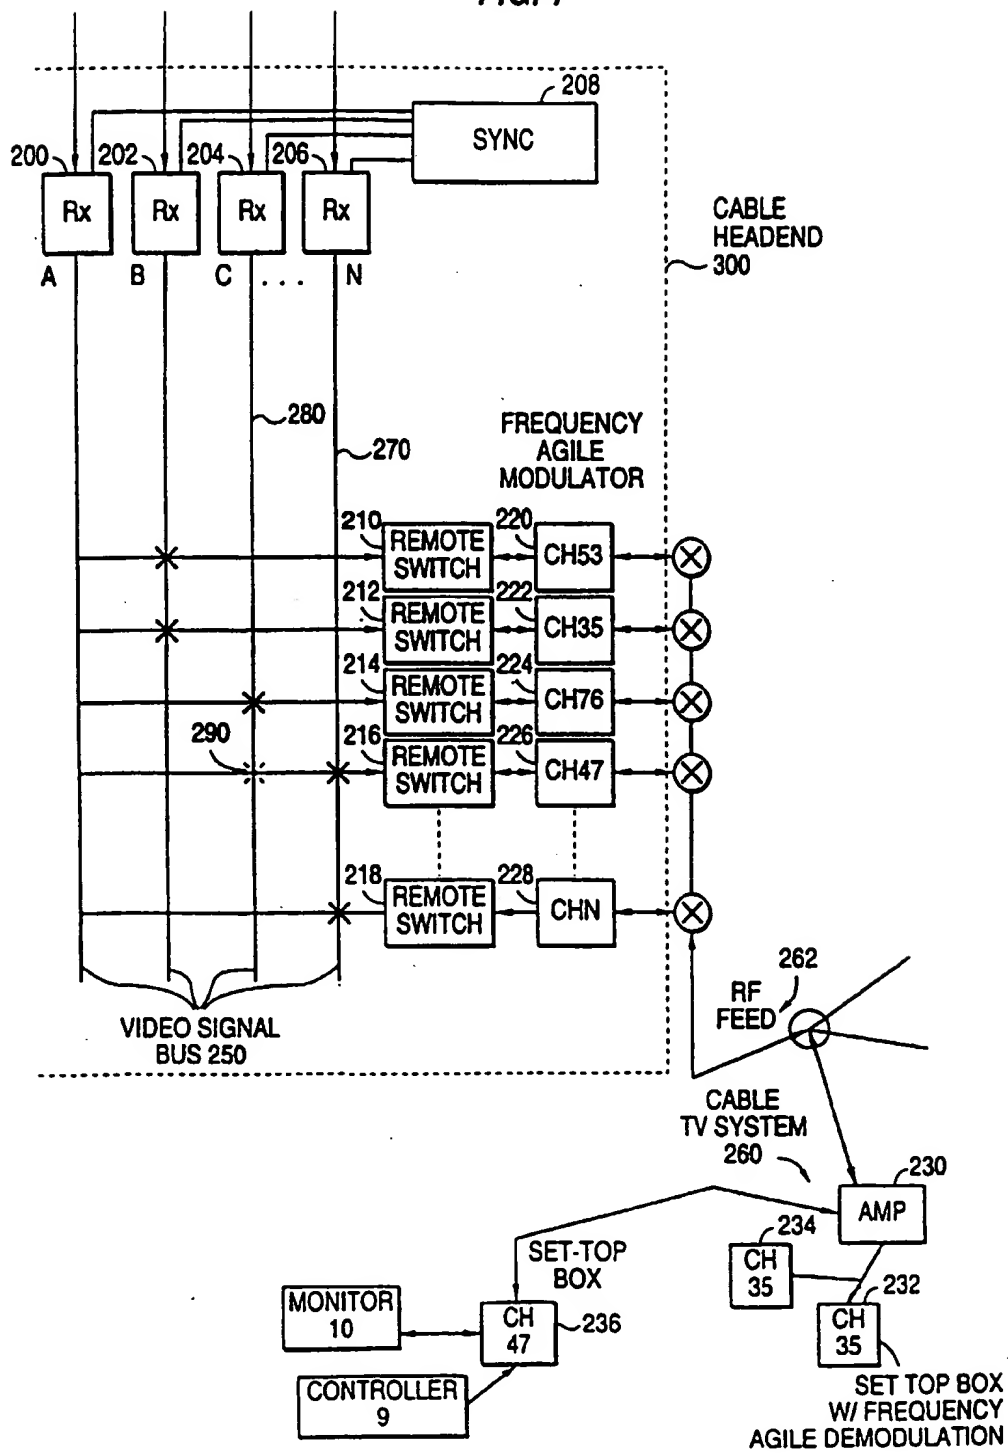 208
SYNC
200
202
204
206
Rx
Rx
Rx
Rx
A
B
C
. . .
N
CABLE
HEADEND
300
280
270
FREQUENCY
AGILE
MODULATOR
210
REMOTE
SWITCH
220
CH53
212
REMOTE
SWITCH
222
CH35
214
REMOTE
SWITCH
224
CH76
290
216
REMOTE
SWITCH
226
CH47
218
REMOTE
SWITCH
228
CHN
VIDEO SIGNAL
BUS 250
RF
FEED
262
CABLE
TV SYSTEM
260
230
AMP
234
CH
35
232
CH
35
SET-TOP
BOX
MONITOR
10
CH
47
236
CONTROLLER
9
SET TOP BOX
W/ FREQUENCY
AGILE DEMODULATION